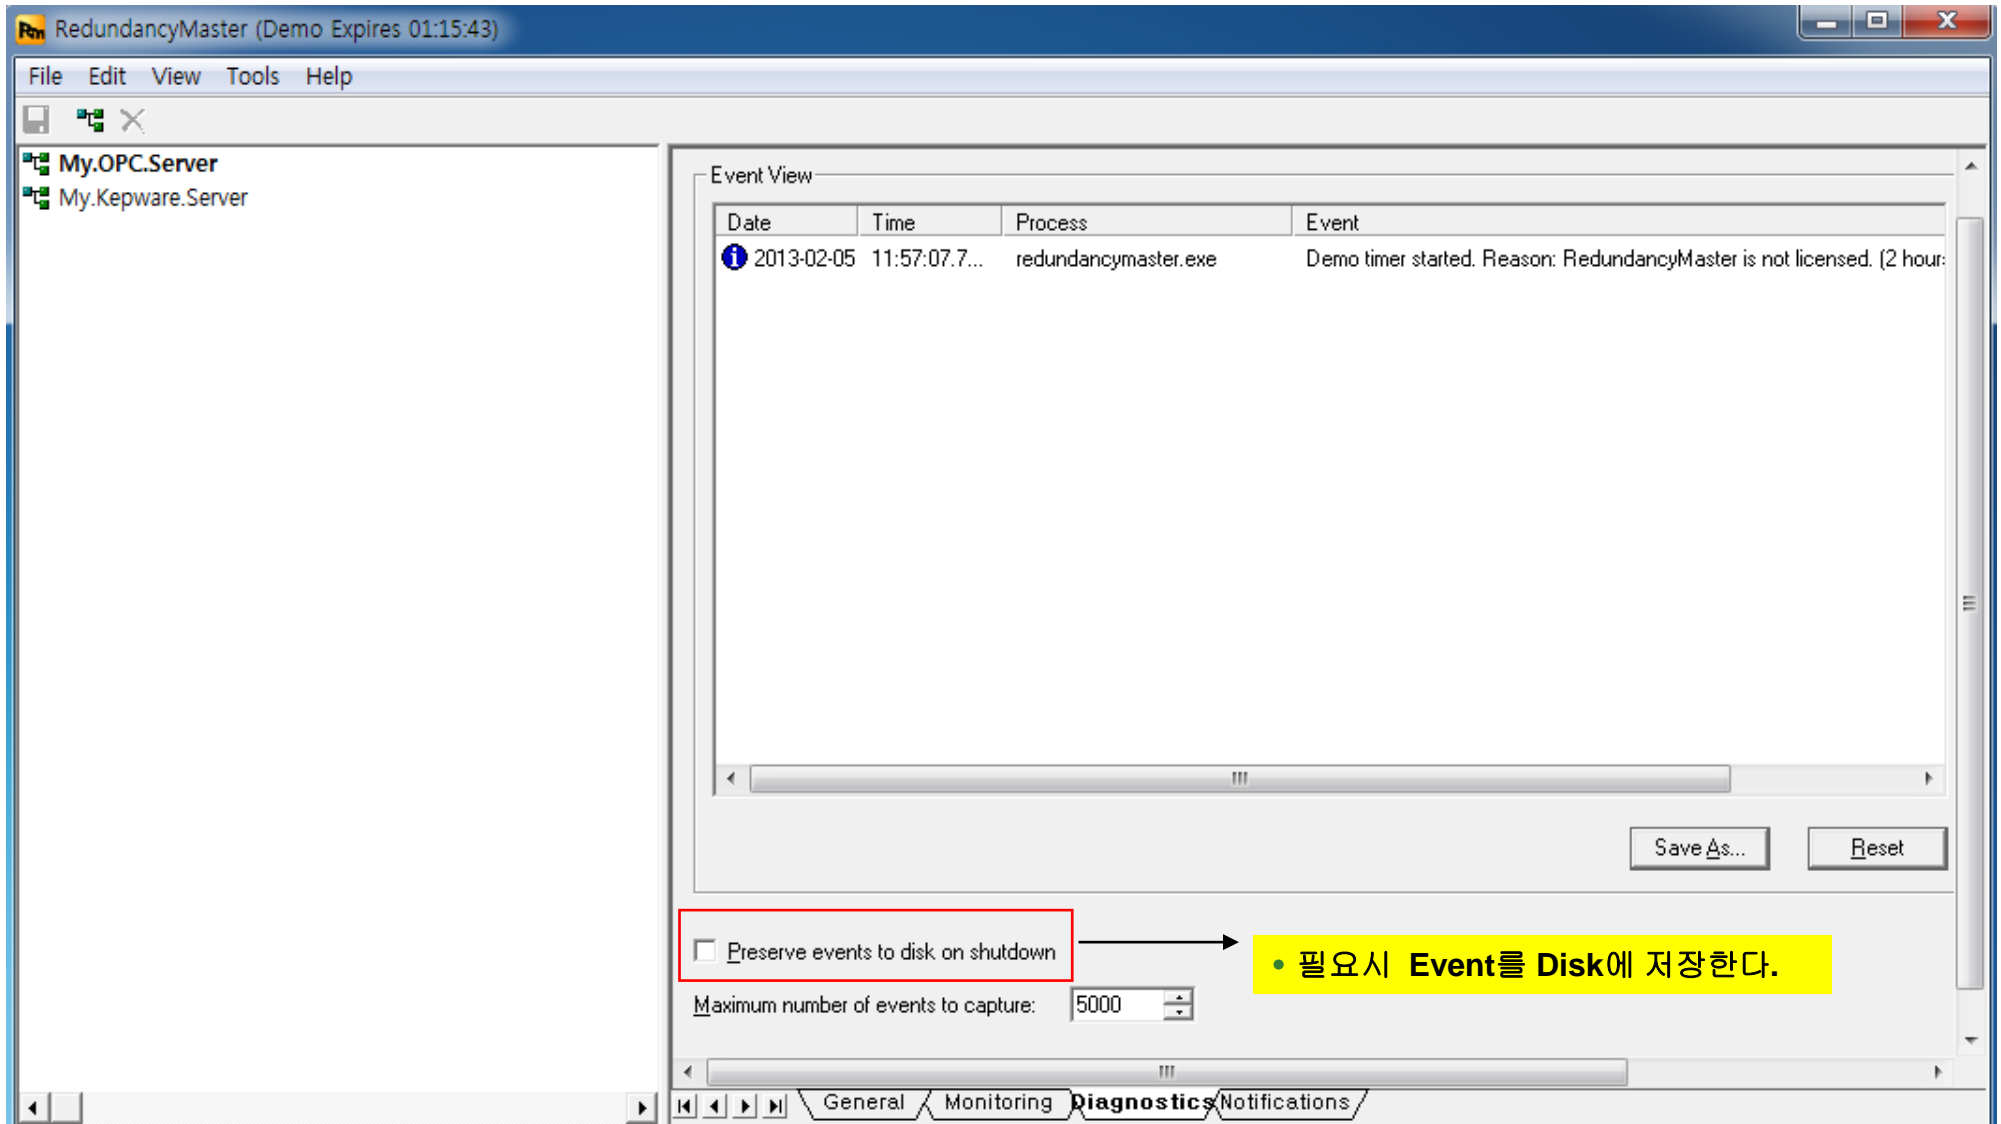 Rm RedundancyMaster (Demo Expires 01:15:43)
File Edit View Tools Help
My.OPC.Server
My.Kepware.Server
Event View
Date Time Process Event
2013-02-05 11:57:07.7... redundancymaster.exe Demo timer started. Reason: RedundancyMaster is not licensed. (2 hour
Save As... Reset
Preserve events to disk on shutdown
• 필요시 Event를 Disk에 저장한다.
Maximum number of events to capture: 5000
General Monitoring Diagnostics Notifications